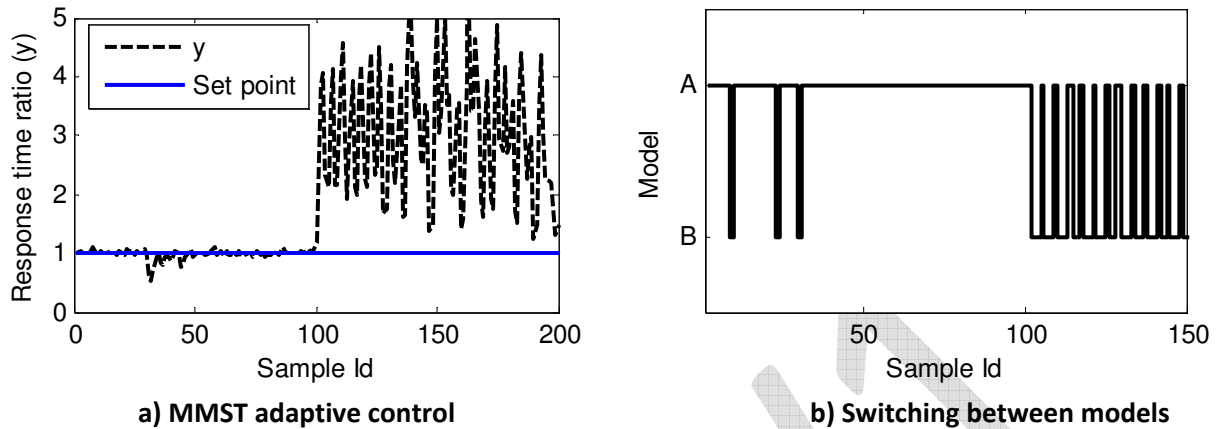 5
4
3
2
1
0
Response time ratio (y)
y
Set point
0 50 100 150 200
Sample Id
a) MMST adaptive control
A
B
Model
50 100 150
Sample Id
b) Switching between models